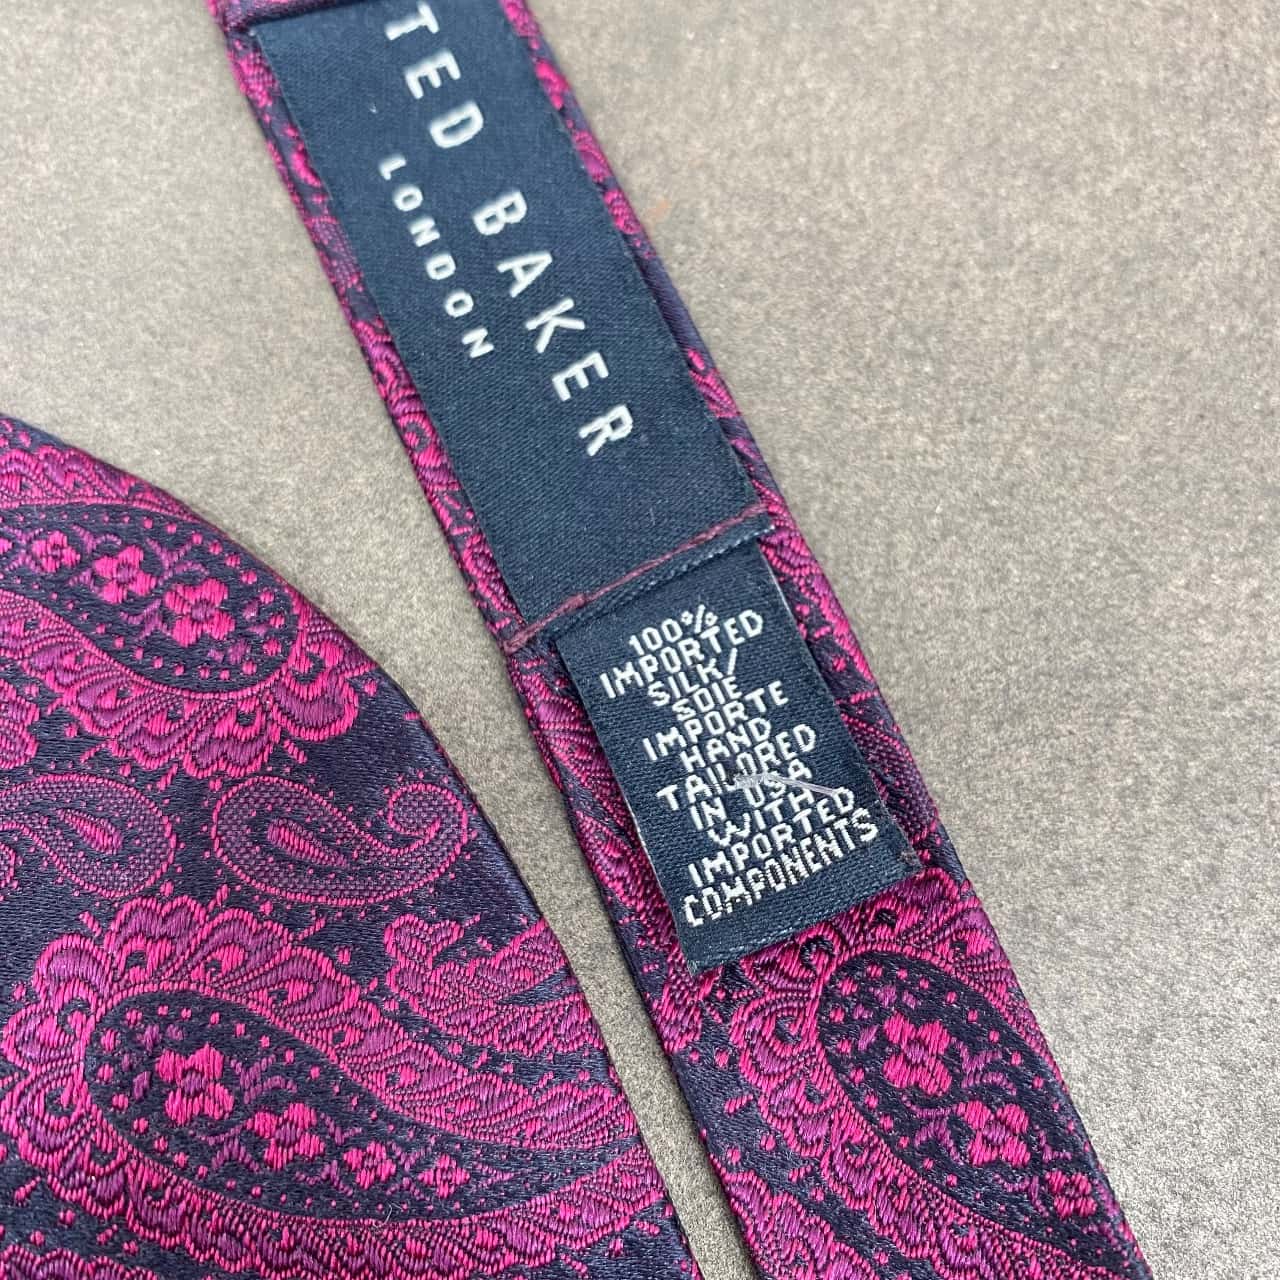 TED BAKER
LONDON
100%
IMPORTED
SILK/
SOIE
IMPORTE
HAND
TAILORED
IN USA
WITH
IMPORTED
COMPONENTS